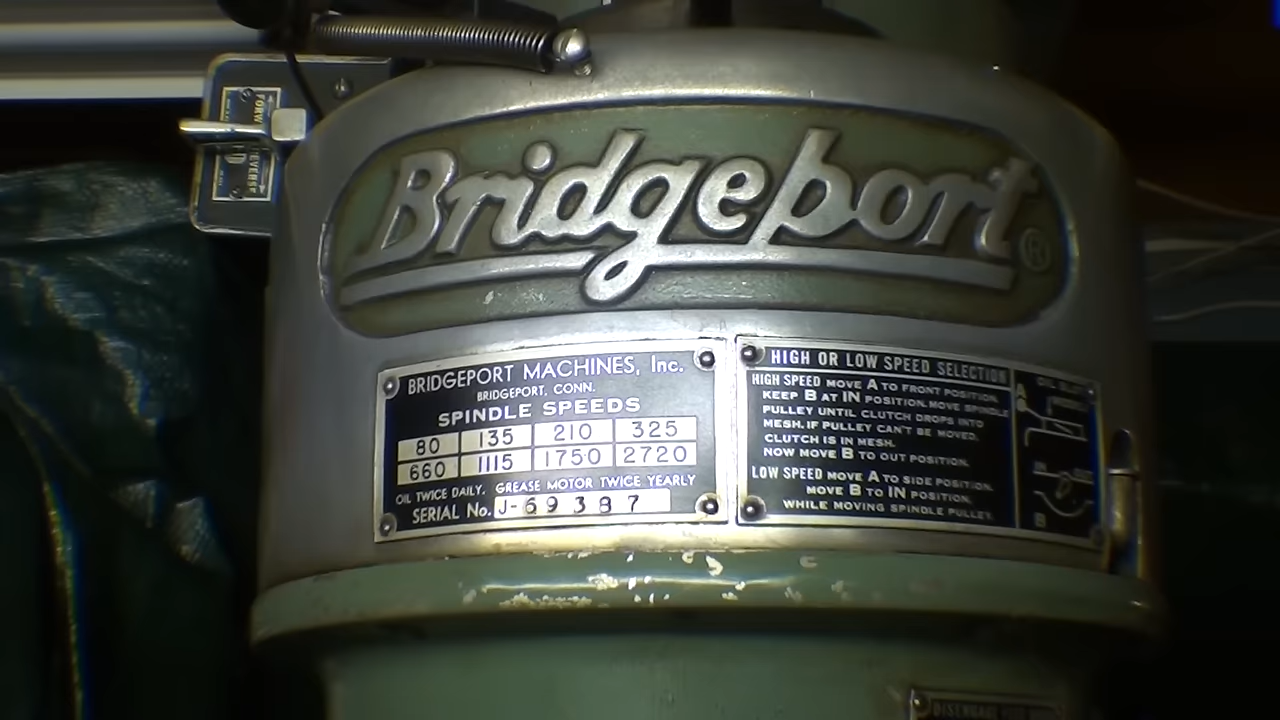 FORW
REVERSE
Bridgeport ®
BRIDGEPORT MACHINES, Inc.
BRIDGEPORT, CONN.
SPINDLE SPEEDS
80 135 210 325
660 1115 1750 2720
OIL TWICE DAILY. GREASE MOTOR TWICE YEARLY
SERIAL No. J-69387
HIGH OR LOW SPEED SELECTION
HIGH SPEED MOVE A TO FRONT POSITION,
KEEP B AT IN POSITION. MOVE SPINDLE
PULLEY UNTIL CLUTCH DROPS INTO
MESH. IF PULLEY CAN'T BE MOVED,
CLUTCH IS IN MESH.
NOW MOVE B TO OUT POSITION.
LOW SPEED MOVE A TO SIDE POSITION,
MOVE B TO IN POSITION,
WHILE MOVING SPINDLE PULLEY.
IN
B